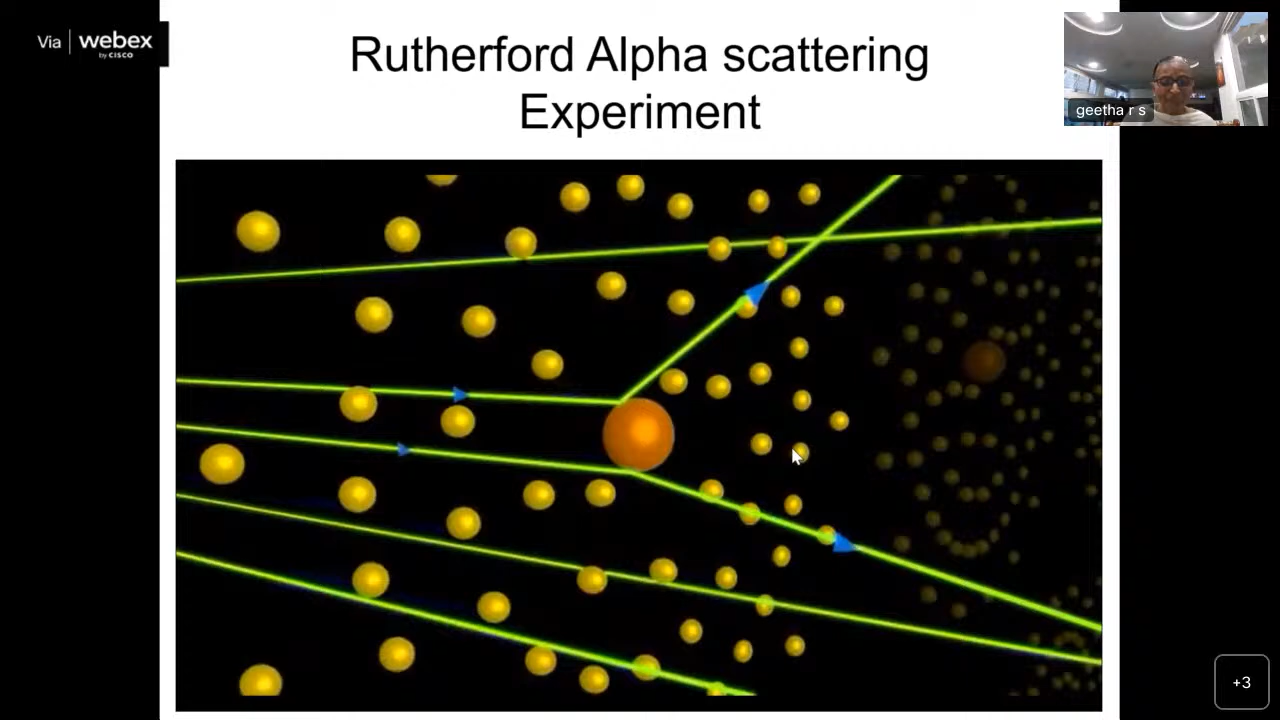 Via webex
by CISCO
Rutherford Alpha scattering
Experiment
geetha r s
+3